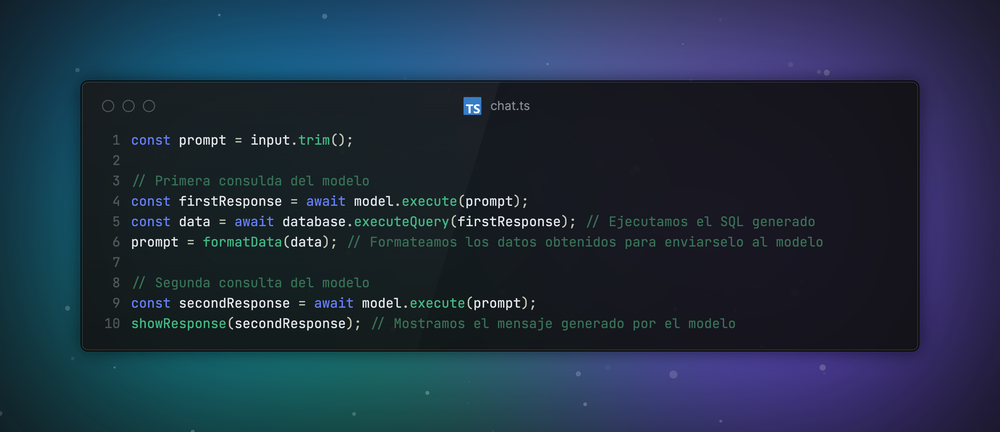 TS chat.ts
1 const prompt = input.trim();
2
3 // Primera consulda del modelo
4 const firstResponse = await model.execute(prompt);
5 const data = await database.executeQuery(firstResponse); // Ejecutamos el SQL generado
6 prompt = formatData(data); // Formateamos los datos obtenidos para enviarselo al modelo
7
8 // Segunda consulta del modelo
9 const secondResponse = await model.execute(prompt);
10 showResponse(secondResponse); // Mostramos el mensaje generado por el modelo